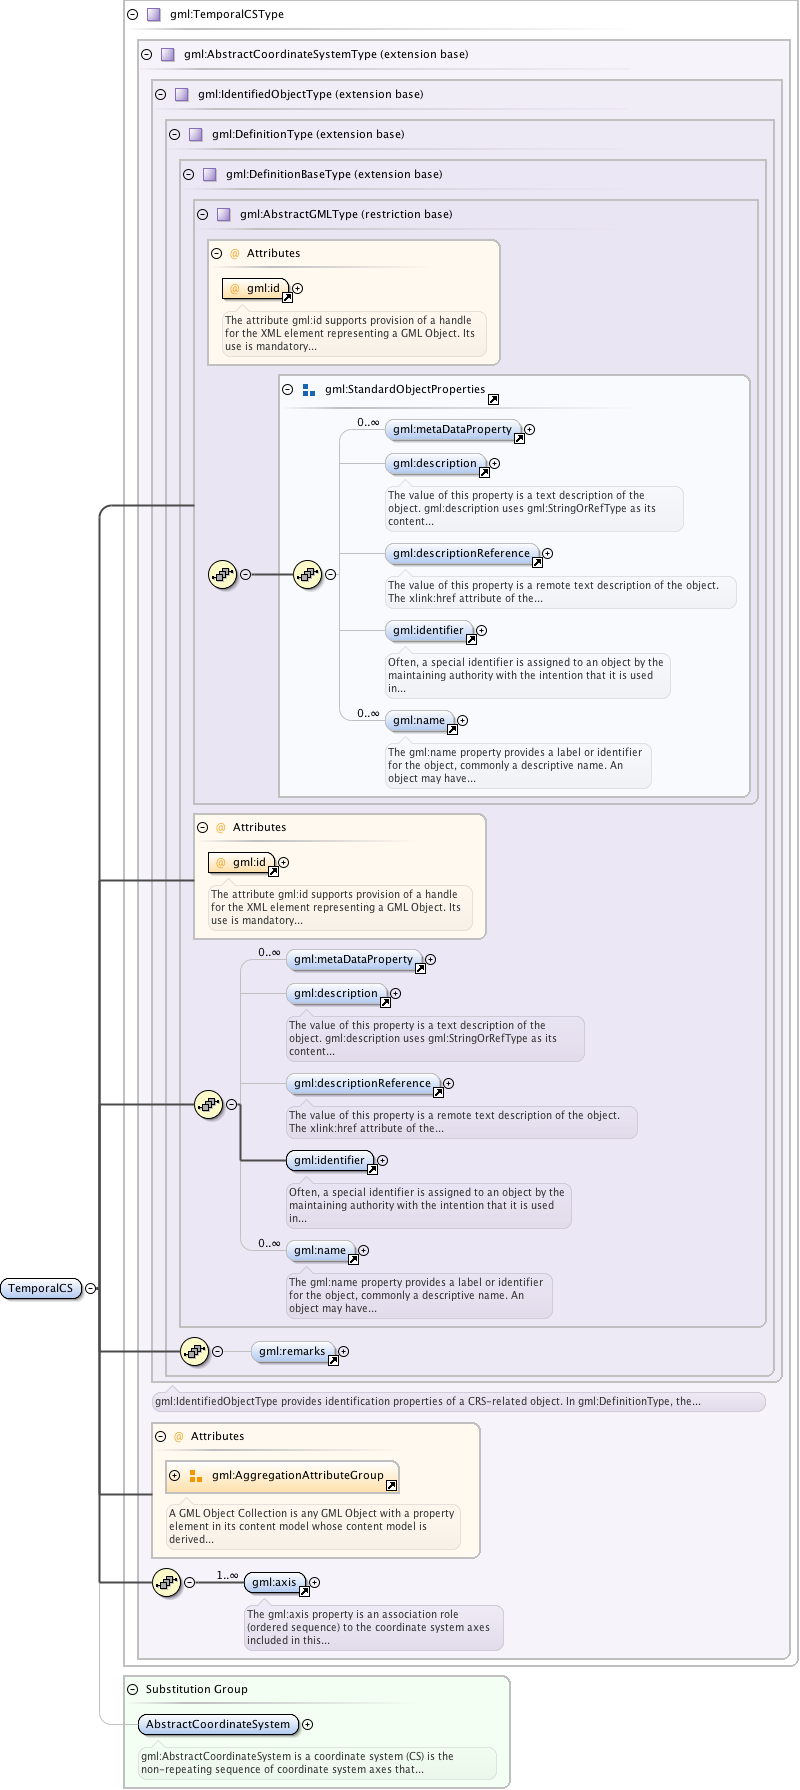 gml:TemporalCSType
gml:AbstractCoordinateSystemType (extension base)
gml:IdentifiedObjectType (extension base)
gml:DefinitionType (extension base)
gml:DefinitionBaseType (extension base)
gml:AbstractGMLType (restriction base)
@ Attributes
@ gml:id
The attribute gml:id supports provision of a handle
for the XML element representing a GML Object. Its
use is mandatory...
gml:StandardObjectProperties
0..∞
gml:metaDataProperty
gml:description
The value of this property is a text description of the
object. gml:description uses gml:StringOrRefType as its
content...
gml:descriptionReference
The value of this property is a remote text description of the object.
The xlink:href attribute of the...
gml:identifier
Often, a special identifier is assigned to an object by the
maintaining authority with the intention that it is used
in...
0..∞
gml:name
The gml:name property provides a label or identifier
for the object, commonly a descriptive name. An
object may have...
@ Attributes
@ gml:id
The attribute gml:id supports provision of a handle
for the XML element representing a GML Object. Its
use is mandatory...
0..∞
gml:metaDataProperty
gml:description
The value of this property is a text description of the
object. gml:description uses gml:StringOrRefType as its
content...
gml:descriptionReference
The value of this property is a remote text description of the object.
The xlink:href attribute of the...
gml:identifier
Often, a special identifier is assigned to an object by the
maintaining authority with the intention that it is used
in...
0..∞
gml:name
The gml:name property provides a label or identifier
for the object, commonly a descriptive name. An
object may have...
TemporalCS
gml:remarks
gml:IdentifiedObjectType provides identification properties of a CRS-related object. In gml:DefinitionType, the...
@ Attributes
gml:AggregationAttributeGroup
A GML Object Collection is any GML Object with a property
element in its content model whose content model is
derived...
1..∞
gml:axis
The gml:axis property is an association role
(ordered sequence) to the coordinate system axes
included in this...
Substitution Group
AbstractCoordinateSystem
gml:AbstractCoordinateSystem is a coordinate system (CS) is the
non-repeating sequence of coordinate system axes that...